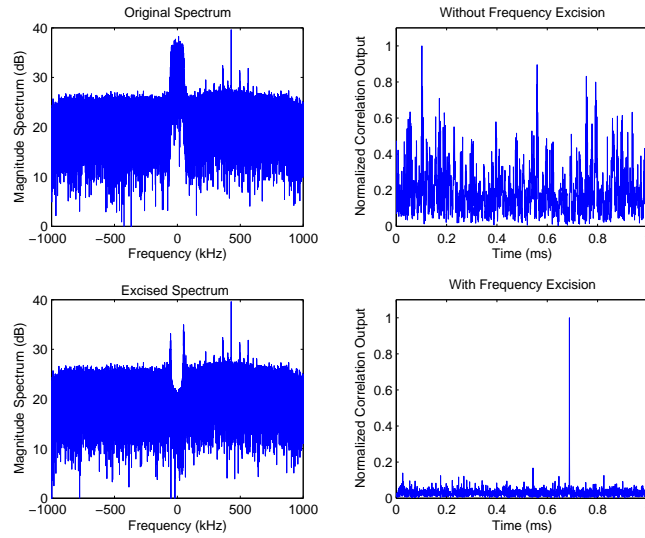 Original Spectrum
Magnitude Spectrum (dB)
40
30
20
10
0
−1000 −500 0 500 1000
Frequency (kHz)
Without Frequency Excision
Normalized Correlation Output
1
0.8
0.6
0.4
0.2
0
0 0.2 0.4 0.6 0.8
Time (ms)
Excised Spectrum
Magnitude Spectrum (dB)
40
30
20
10
0
−1000 −500 0 500 1000
Frequency (kHz)
With Frequency Excision
Normalized Correlation Output
1
0.8
0.6
0.4
0.2
0
0 0.2 0.4 0.6 0.8
Time (ms)